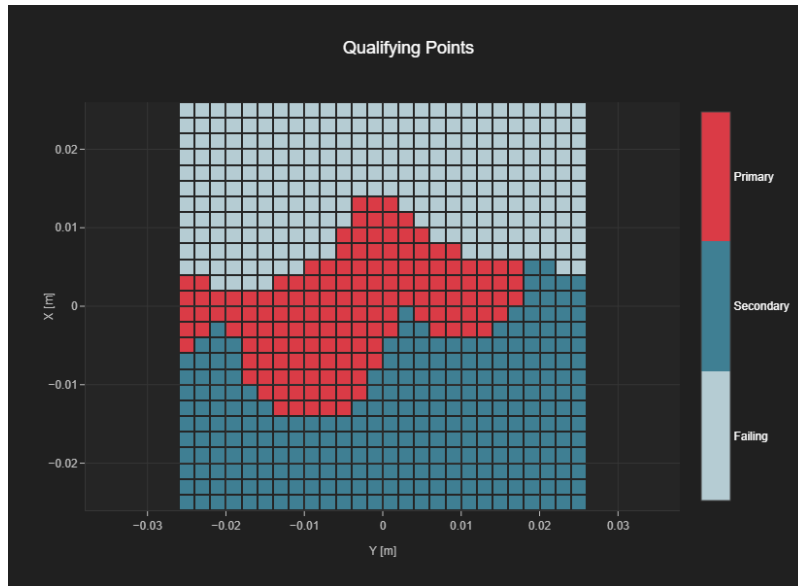 Qualifying Points
0.02
0.01
0
−0.01
−0.02
X [m]
−0.03
−0.02
−0.01
0
0.01
0.02
0.03
Y [m]
Primary
Secondary
Failing